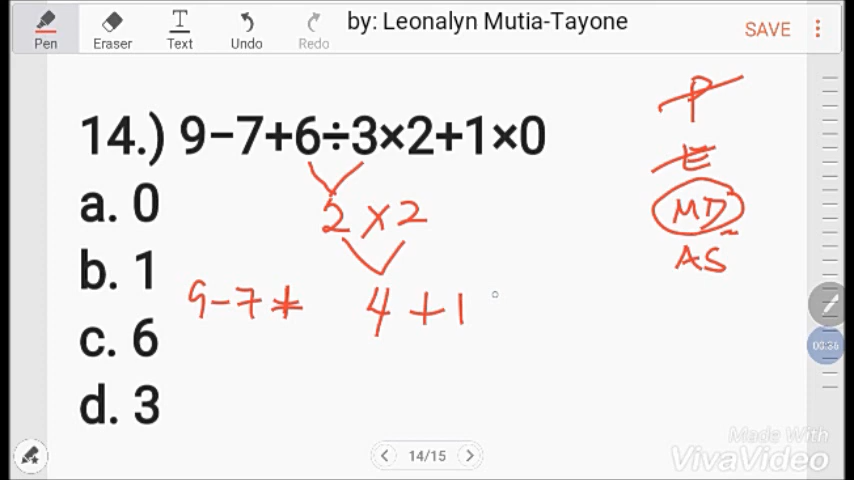 by: Leonalyn Mutia-Tayone
SAVE
Pen Eraser Text Undo Redo
14.) 9−7+6÷3×2+1×0
a. 0
b. 1
c. 6
d. 3
2 × 2
9-7+ 4 + 1
P
E
MD
AS
00:36
14/15
Made With
VivaVideo